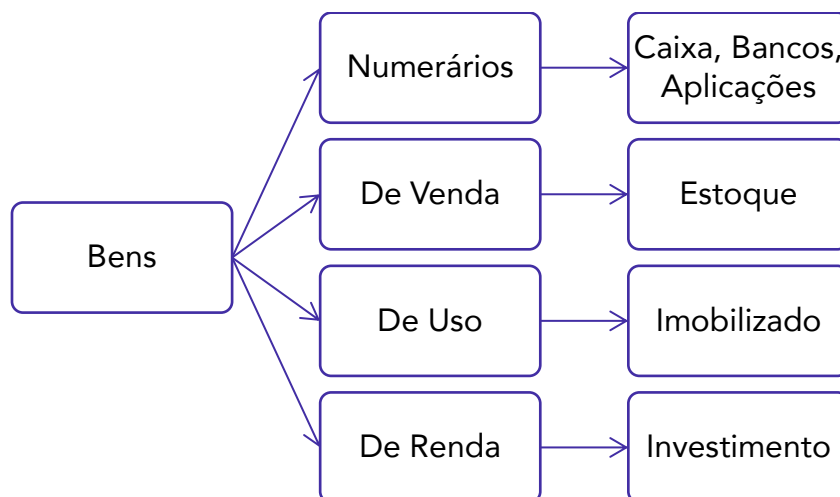 Numerários
Caixa, Bancos,
Aplicações
De Venda
Estoque
Bens
De Uso
Imobilizado
De Renda
Investimento